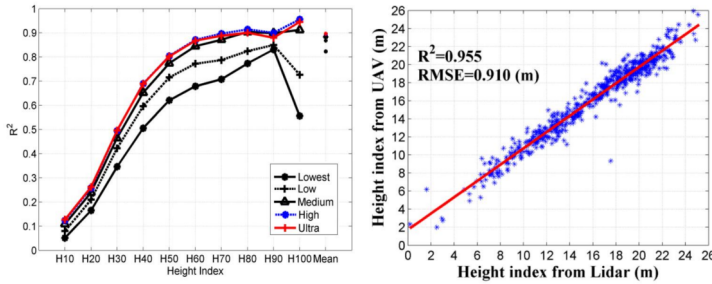 1
0.9
0.8
0.7
0.6
0.5
0.4
0.3
0.2
0.1
0
R²
H10 H20 H30 H40 H50 H60 H70 H80 H90 H100 Mean
Height Index
Lowest
Low
Medium
High
Ultra
26
24
22
20
18
16
14
12
10
8
6
4
2
0
Height index from UAV (m)
R²=0.955
RMSE=0.910 (m)
0 2 4 6 8 10 12 14 16 18 20 22 24 26
Height index from Lidar (m)